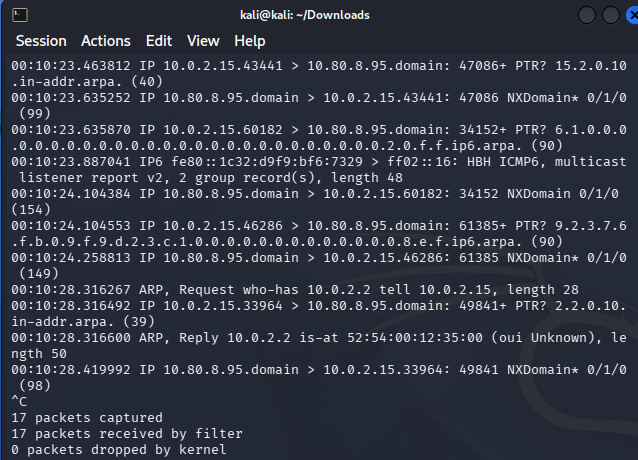 kali@kali: ~/Downloads
Session Actions Edit View Help
00:10:23.463812 IP 10.0.2.15.43441 > 10.80.8.95.domain: 47086+ PTR? 15.2.0.10
.in-addr.arpa. (40)
00:10:23.635252 IP 10.80.8.95.domain > 10.0.2.15.43441: 47086 NXDomain* 0/1/0
(99)
00:10:23.635870 IP 10.0.2.15.60182 > 10.80.8.95.domain: 34152+ PTR? 6.1.0.0.0
.0.0.0.0.0.0.0.0.0.0.0.0.0.0.0.0.0.0.0.0.0.0.0.2.0.f.f.ip6.arpa. (90)
00:10:23.887041 IP6 fe80::1c32:d9f9:bf6:7329 > ff02::16: HBH ICMP6, multicast
listener report v2, 2 group record(s), length 48
00:10:24.104384 IP 10.80.8.95.domain > 10.0.2.15.60182: 34152 NXDomain 0/1/0
(154)
00:10:24.104553 IP 10.0.2.15.46286 > 10.80.8.95.domain: 61385+ PTR? 9.2.3.7.6
.f.b.0.9.f.9.d.2.3.c.1.0.0.0.0.0.0.0.0.0.0.0.0.0.8.e.f.ip6.arpa. (90)
00:10:24.258813 IP 10.80.8.95.domain > 10.0.2.15.46286: 61385 NXDomain* 0/1/0
(149)
00:10:28.316267 ARP, Request who-has 10.0.2.2 tell 10.0.2.15, length 28
00:10:28.316492 IP 10.0.2.15.33964 > 10.80.8.95.domain: 49841+ PTR? 2.2.0.10.
in-addr.arpa. (39)
00:10:28.316600 ARP, Reply 10.0.2.2 is-at 52:54:00:12:35:00 (oui Unknown), le
ngth 50
00:10:28.419992 IP 10.80.8.95.domain > 10.0.2.15.33964: 49841 NXDomain* 0/1/0
(98)
^C
17 packets captured
17 packets received by filter
0 packets dropped by kernel